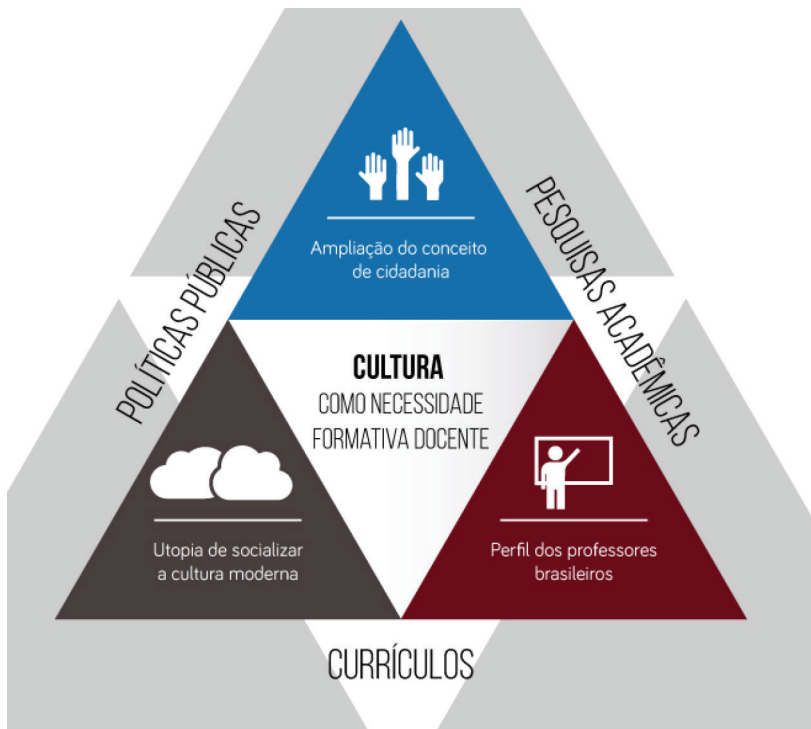 Ampliação do conceito
de cidadania
POLÍTICAS PÚBLICAS
PESQUISAS ACADÊMICAS
CULTURA
COMO NECESSIDADE
FORMATIVA DOCENTE
Utopia de socializar
a cultura moderna
Perfil dos professores
brasileiros
CURRÍCULOS